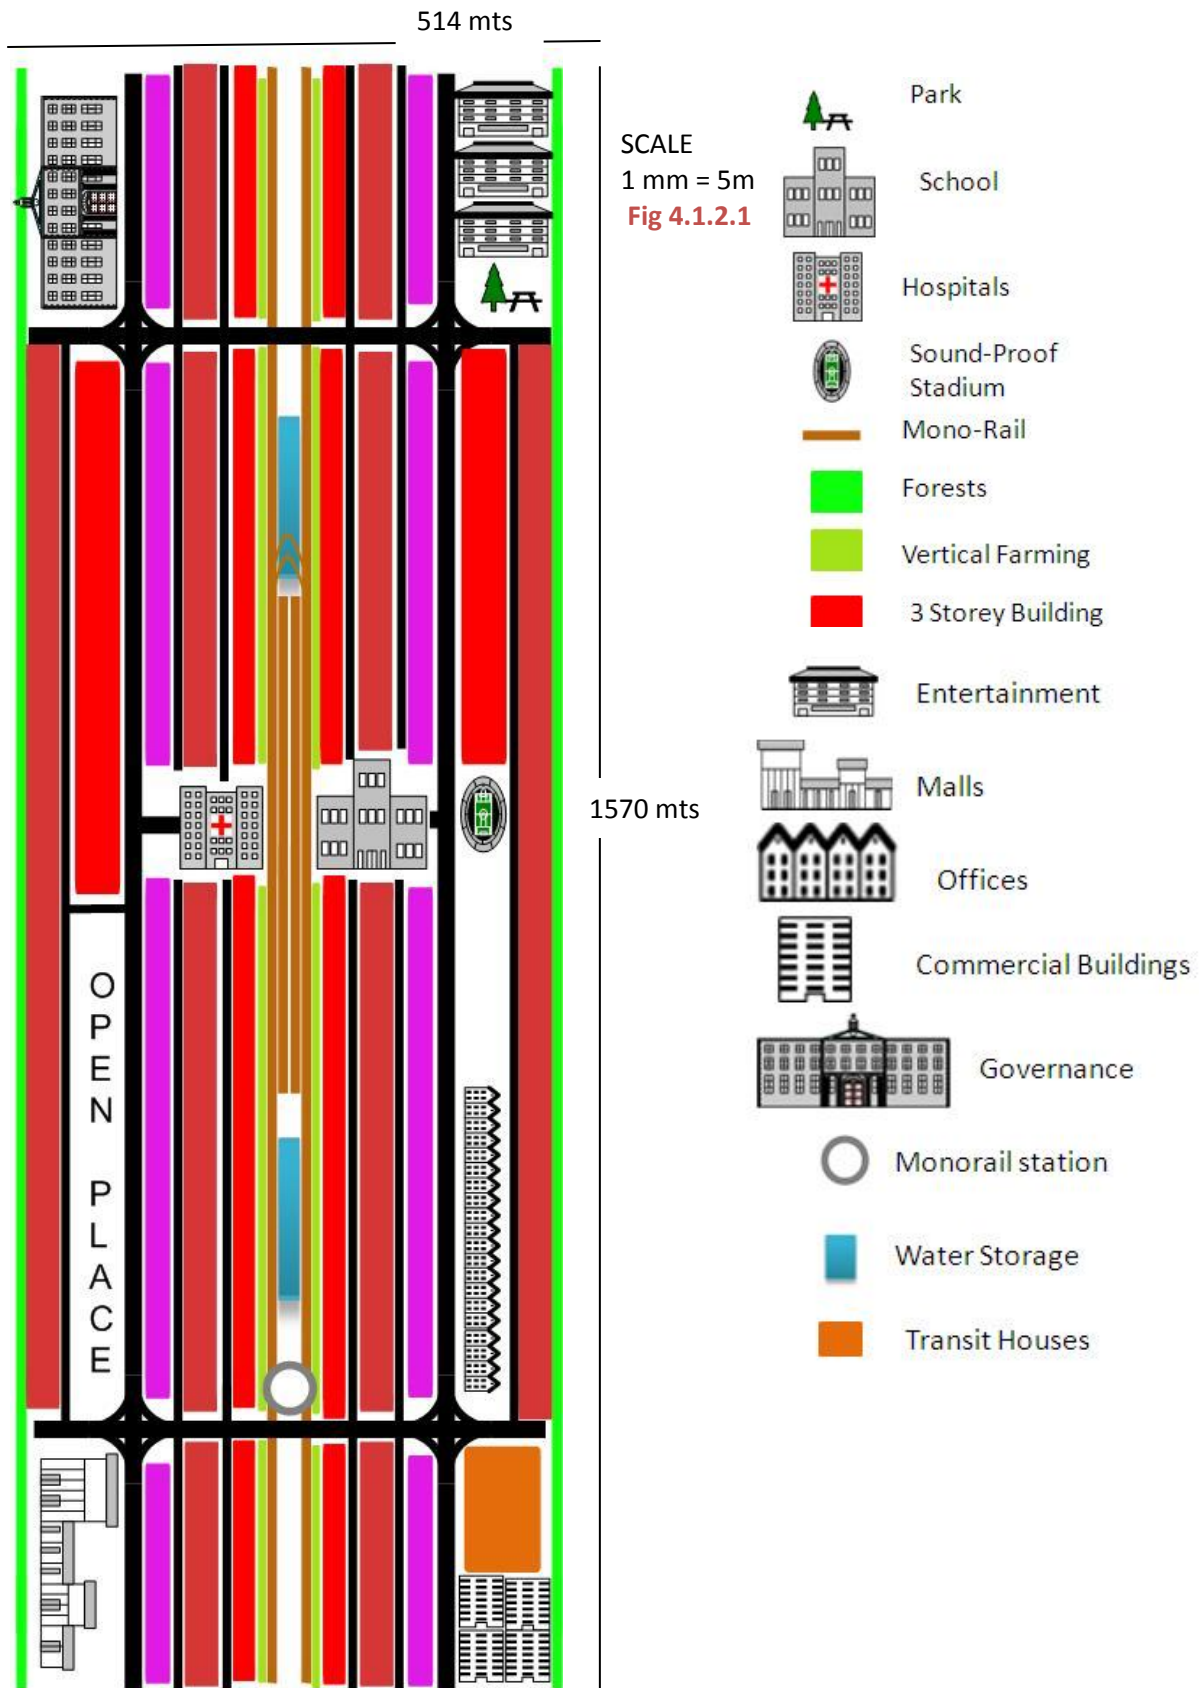 514 mts
SCALE
1 mm = 5m
Fig 4.1.2.1
Park
School
Hospitals
Sound-Proof
Stadium
Mono-Rail
Forests
Vertical Farming
3 Storey Building
Entertainment
Malls
1570 mts
Offices
Commercial Buildings
Governance
Monorail station
Water Storage
Transit Houses
OPEN PLACE